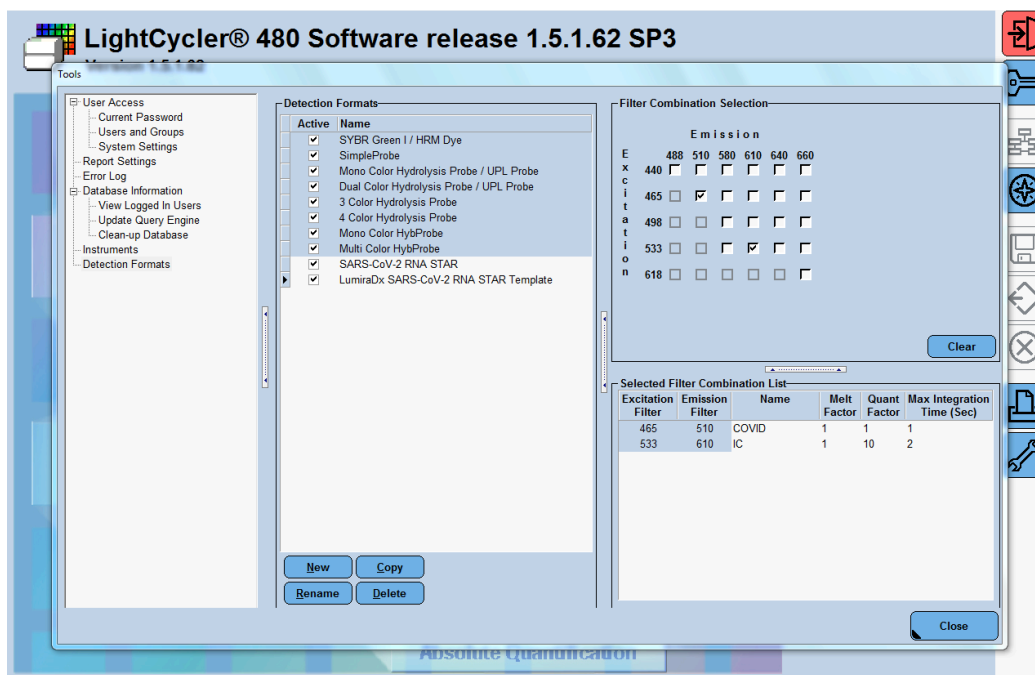 LightCycler® 480 Software release 1.5.1.62 SP3
Version 1.5.1.62
Tools
User Access
Current Password
Users and Groups
System Settings
Report Settings
Error Log
Database Information
View Logged In Users
Update Query Engine
Clean-up Database
Instruments
Detection Formats
Detection Formats
Active Name
SYBR Green I / HRM Dye
SimpleProbe
Mono Color Hydrolysis Probe / UPL Probe
Dual Color Hydrolysis Probe / UPL Probe
3 Color Hydrolysis Probe
4 Color Hydrolysis Probe
Mono Color HybProbe
Multi Color HybProbe
SARS-CoV-2 RNA STAR
LumiraDx SARS-CoV-2 RNA STAR Template
New Copy
Rename Delete
Filter Combination Selection
Emission
Excitation
488 510 580 610 640 660
440
465
498
533
618
Clear
Selected Filter Combination List
Excitation Filter Emission Filter Name Melt Factor Quant Factor Max Integration Time (Sec)
465 510 COVID 1 1 1
533 610 IC 1 10 2
Close
Absolute Quantification